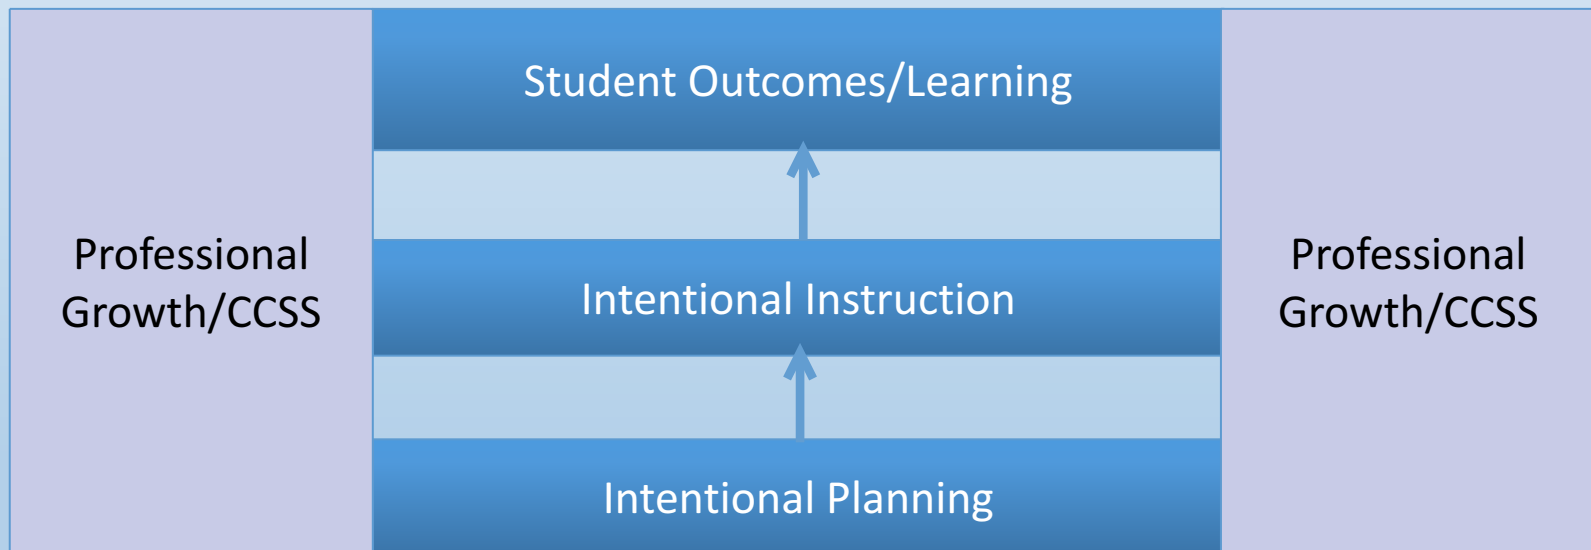 Student Outcomes/Learning
Professional
Growth/CCSS
Intentional Instruction
Professional
Growth/CCSS
Intentional Planning